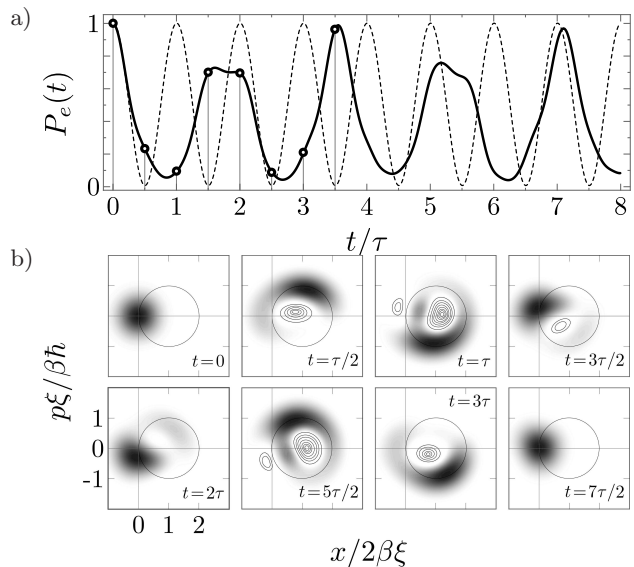 a)
1
P_e(t)
0
0 1 2 3 4 5 6 7 8
t/τ
b)
t=0
t=τ/2
t=τ
t=3τ/2
pξ/βħ
1
0
-1
t=2τ
t=5τ/2
t=3τ
t=7τ/2
0 1 2
x/2βξ